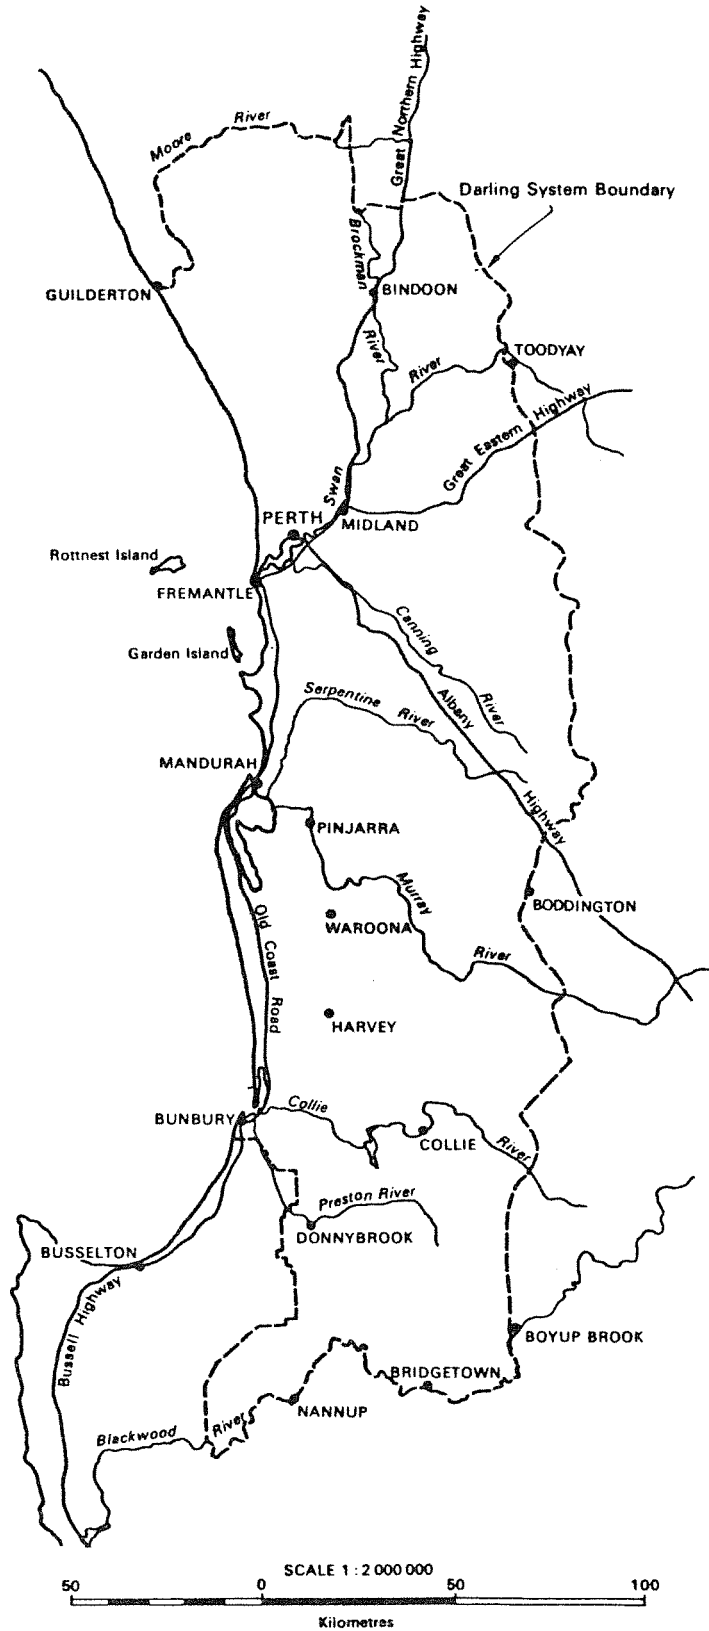 Great Northern Highway
Moore River
Darling System Boundary
Brockman River
GUILDERTON
BINDOON
TOODYAY
River
Great Eastern Highway
Swan
PERTH
MIDLAND
Rottnest Island
FREMANTLE
Garden Island
Canning River
Serpentine River
Albany Highway
MANDURAH
PINJARRA
Murray River
BODDINGTON
WAROONA
Old Coast Road
HARVEY
Collie River
BUNBURY
COLLIE
Preston River
DONNYBROOK
BUSSELTON
Bussell Highway
BOYUP BROOK
BRIDGETOWN
NANNUP
Blackwood River
SCALE 1 : 2 000 000
50 0 50 100
Kilometres